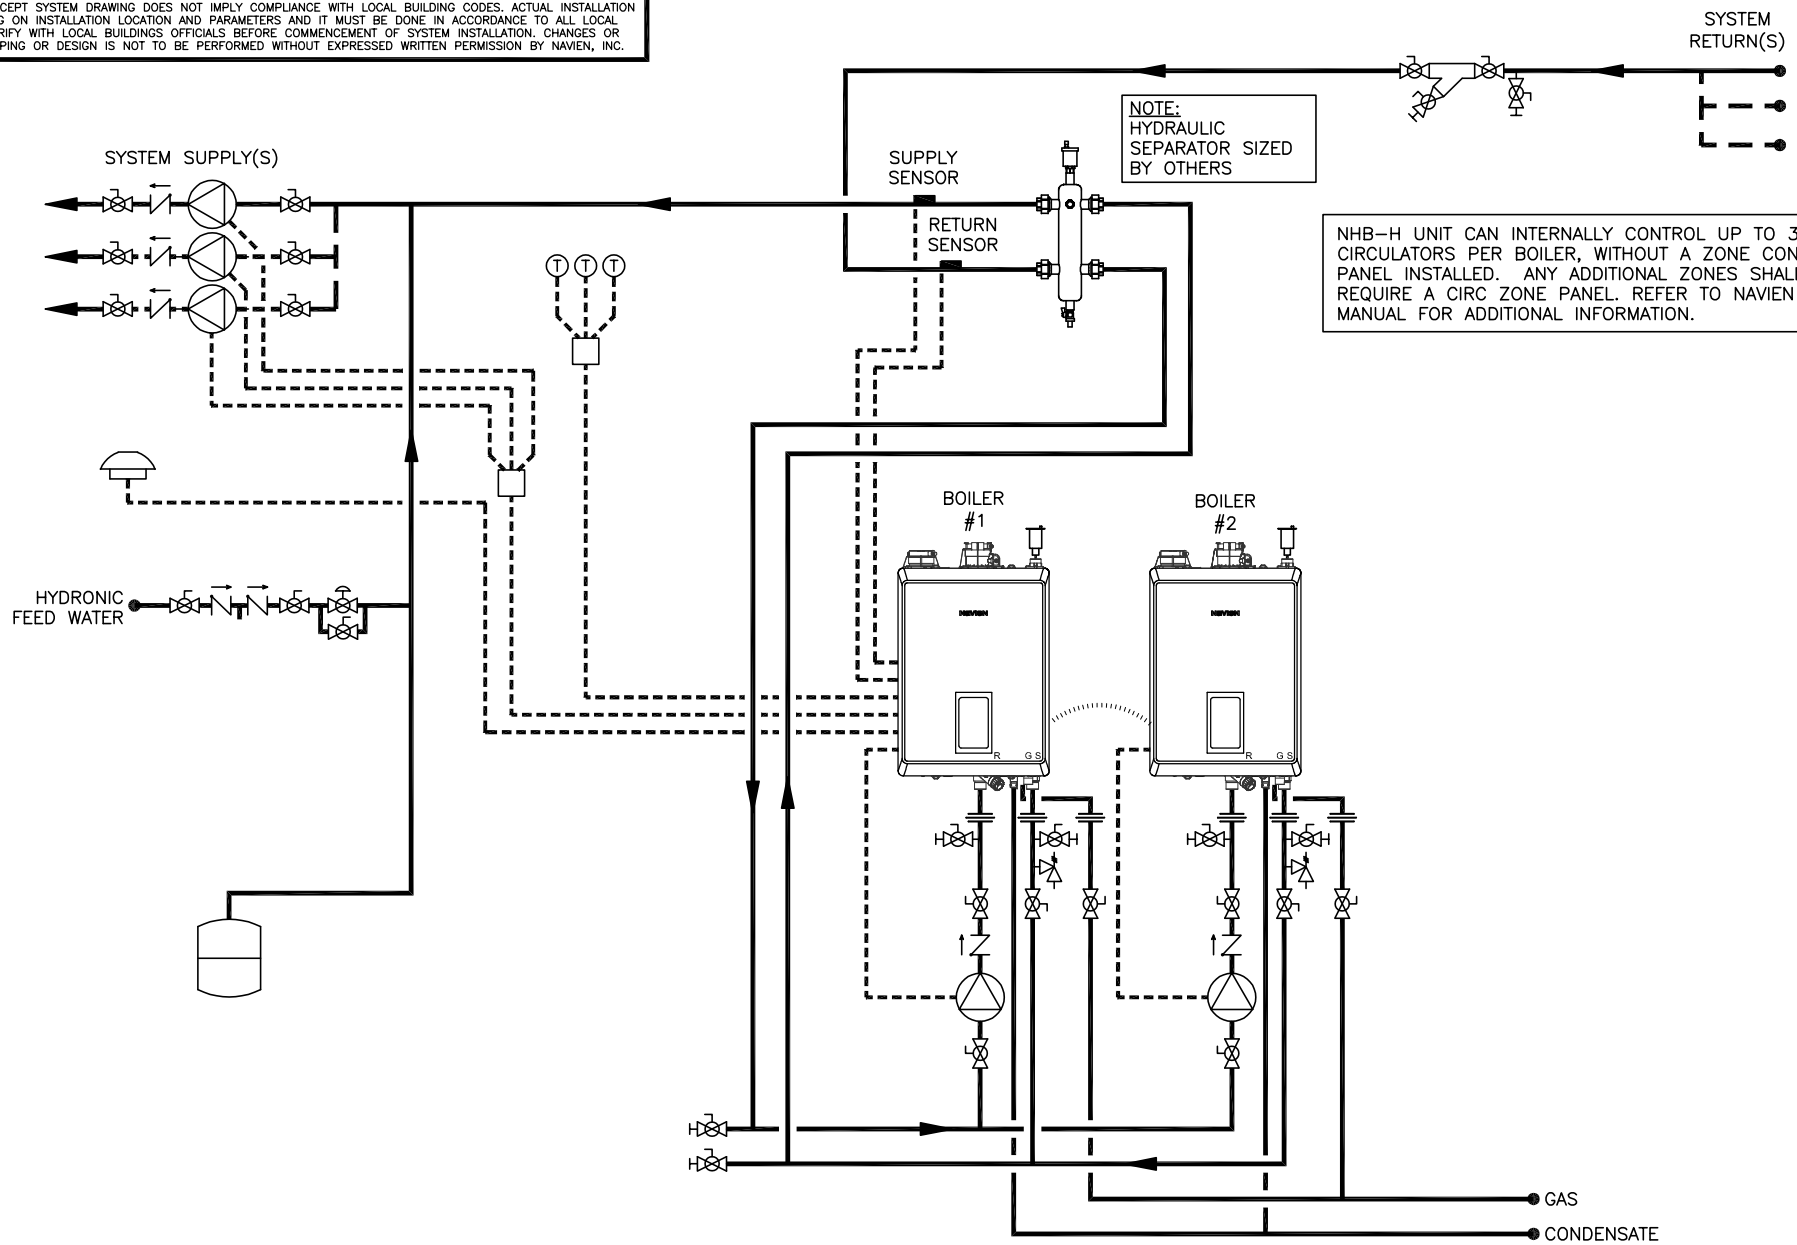 CEPT SYSTEM DRAWING DOES NOT IMPLY COMPLIANCE WITH LOCAL BUILDING CODES. ACTUAL INSTALLATION
ON INSTALLATION LOCATION AND PARAMETERS AND IT MUST BE DONE IN ACCORDANCE TO ALL LOCAL
RIFY WITH LOCAL BUILDINGS OFFICIALS BEFORE COMMENCEMENT OF SYSTEM INSTALLATION. CHANGES OR
PING OR DESIGN IS NOT TO BE PERFORMED WITHOUT EXPRESSED WRITTEN PERMISSION BY NAVIEN, INC.
SYSTEM
RETURN(S)
NOTE:
HYDRAULIC
SEPARATOR SIZED
BY OTHERS
SYSTEM SUPPLY(S)
SUPPLY
SENSOR
RETURN
SENSOR
NHB-H UNIT CAN INTERNALLY CONTROL UP TO 3
CIRCULATORS PER BOILER, WITHOUT A ZONE CON
PANEL INSTALLED. ANY ADDITIONAL ZONES SHALL
REQUIRE A CIRC ZONE PANEL. REFER TO NAVIEN
MANUAL FOR ADDITIONAL INFORMATION.
T T T
BOILER
#1
BOILER
#2
HYDRONIC
FEED WATER
NAVIEN
NAVIEN
R G S
R G S
GAS
CONDENSATE